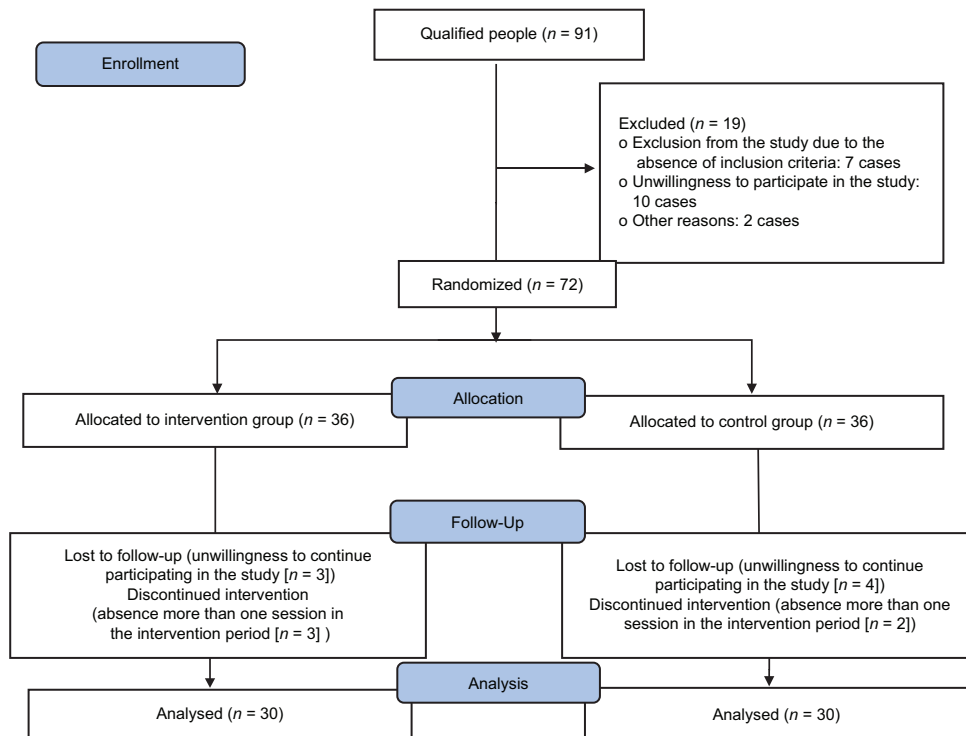 Qualified people (n = 91)
Enrollment
Excluded (n = 19)
o Exclusion from the study due to the
absence of inclusion criteria: 7 cases
o Unwillingness to participate in the study:
10 cases
o Other reasons: 2 cases
Randomized (n = 72)
Allocation
Allocated to intervention group (n = 36)
Allocated to control group (n = 36)
Follow-Up
Lost to follow-up (unwillingness to continue
participating in the study [n = 3])
Discontinued intervention
(absence more than one session in
the intervention period [n = 3] )
Lost to follow-up (unwillingness to continue
participating in the study [n = 4])
Discontinued intervention (absence more than one
session in the intervention period [n = 2])
Analysis
Analysed (n = 30)
Analysed (n = 30)